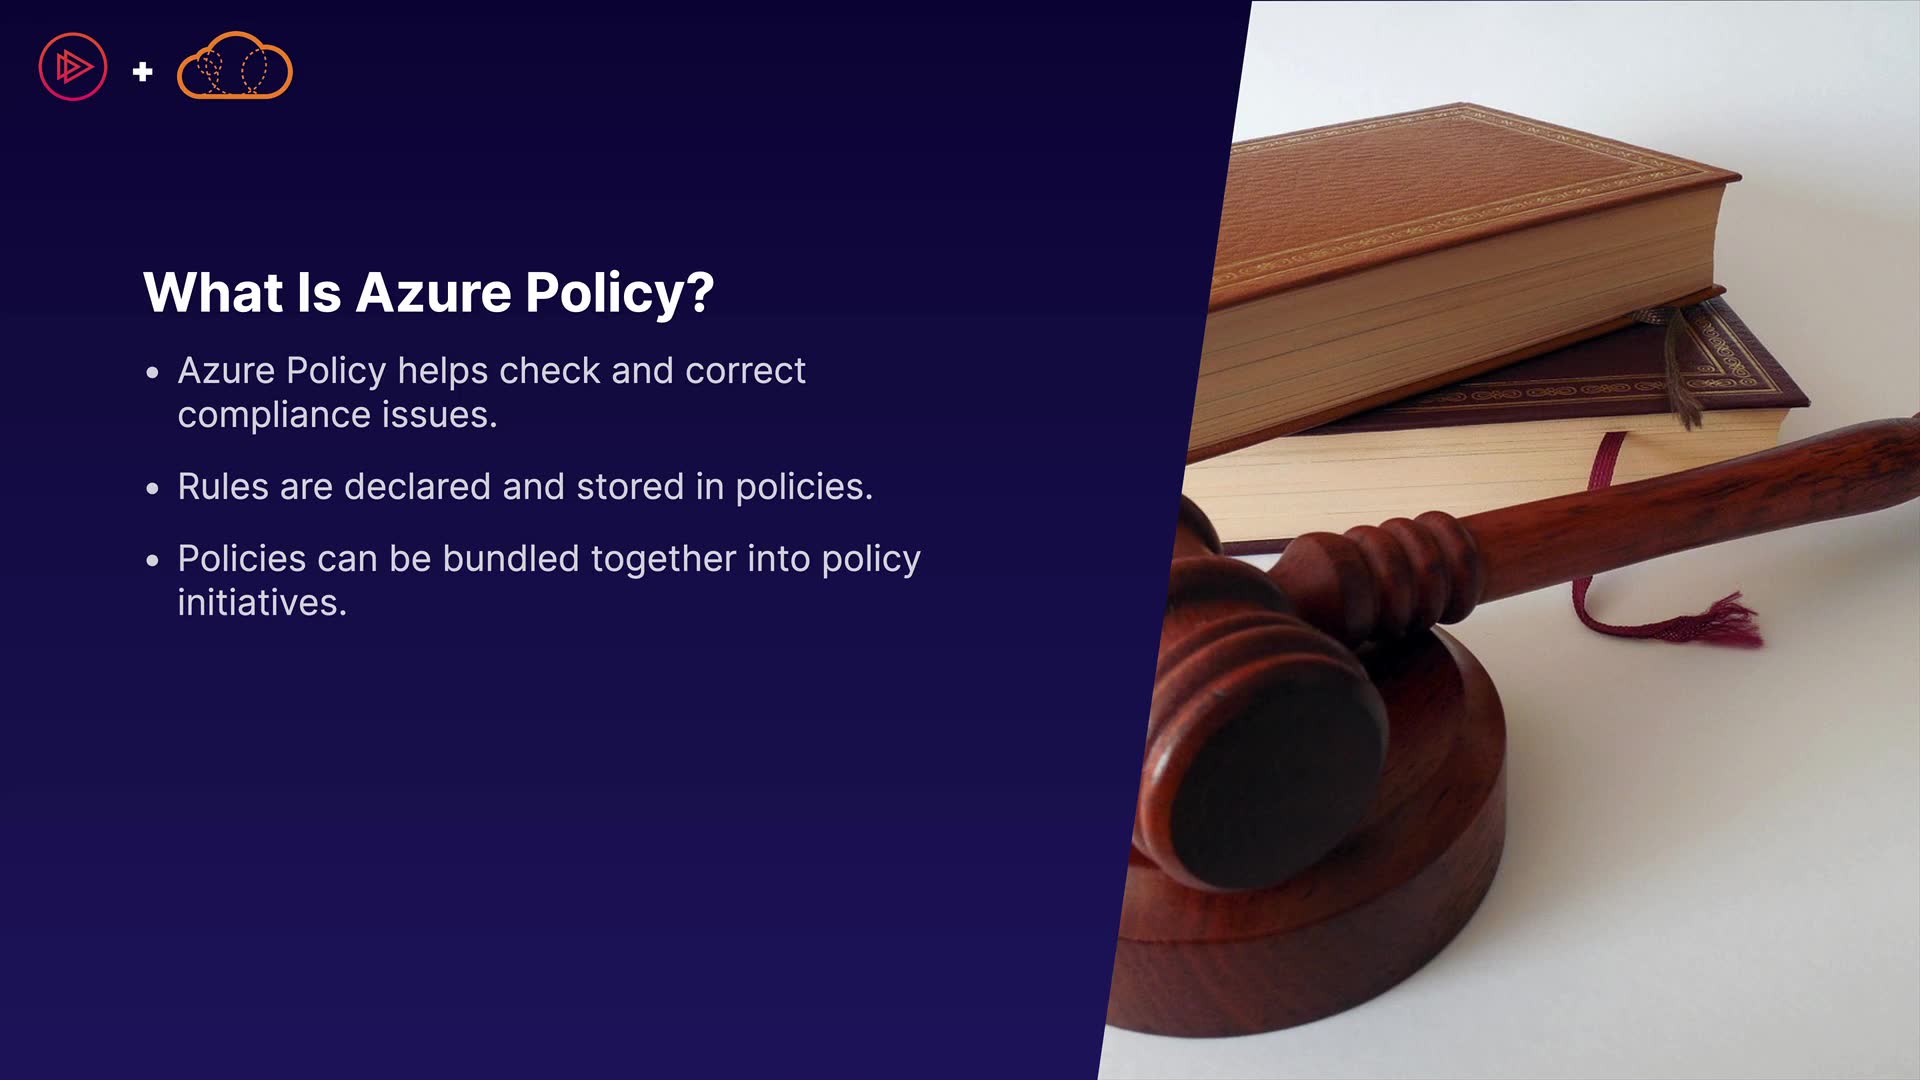 What Is Azure Policy?
• Azure Policy helps check and correct
compliance issues.
• Rules are declared and stored in policies.
• Policies can be bundled together into policy
initiatives.